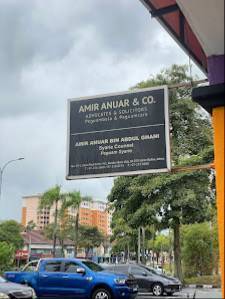 AMIR ANUAR & CO.
ADVOCATES & SOLICITORS
Peguambela & Peguamcara
AMIR ANUAR BIN ABDUL GHANI
Syarie Counsel
Peguam Syarie